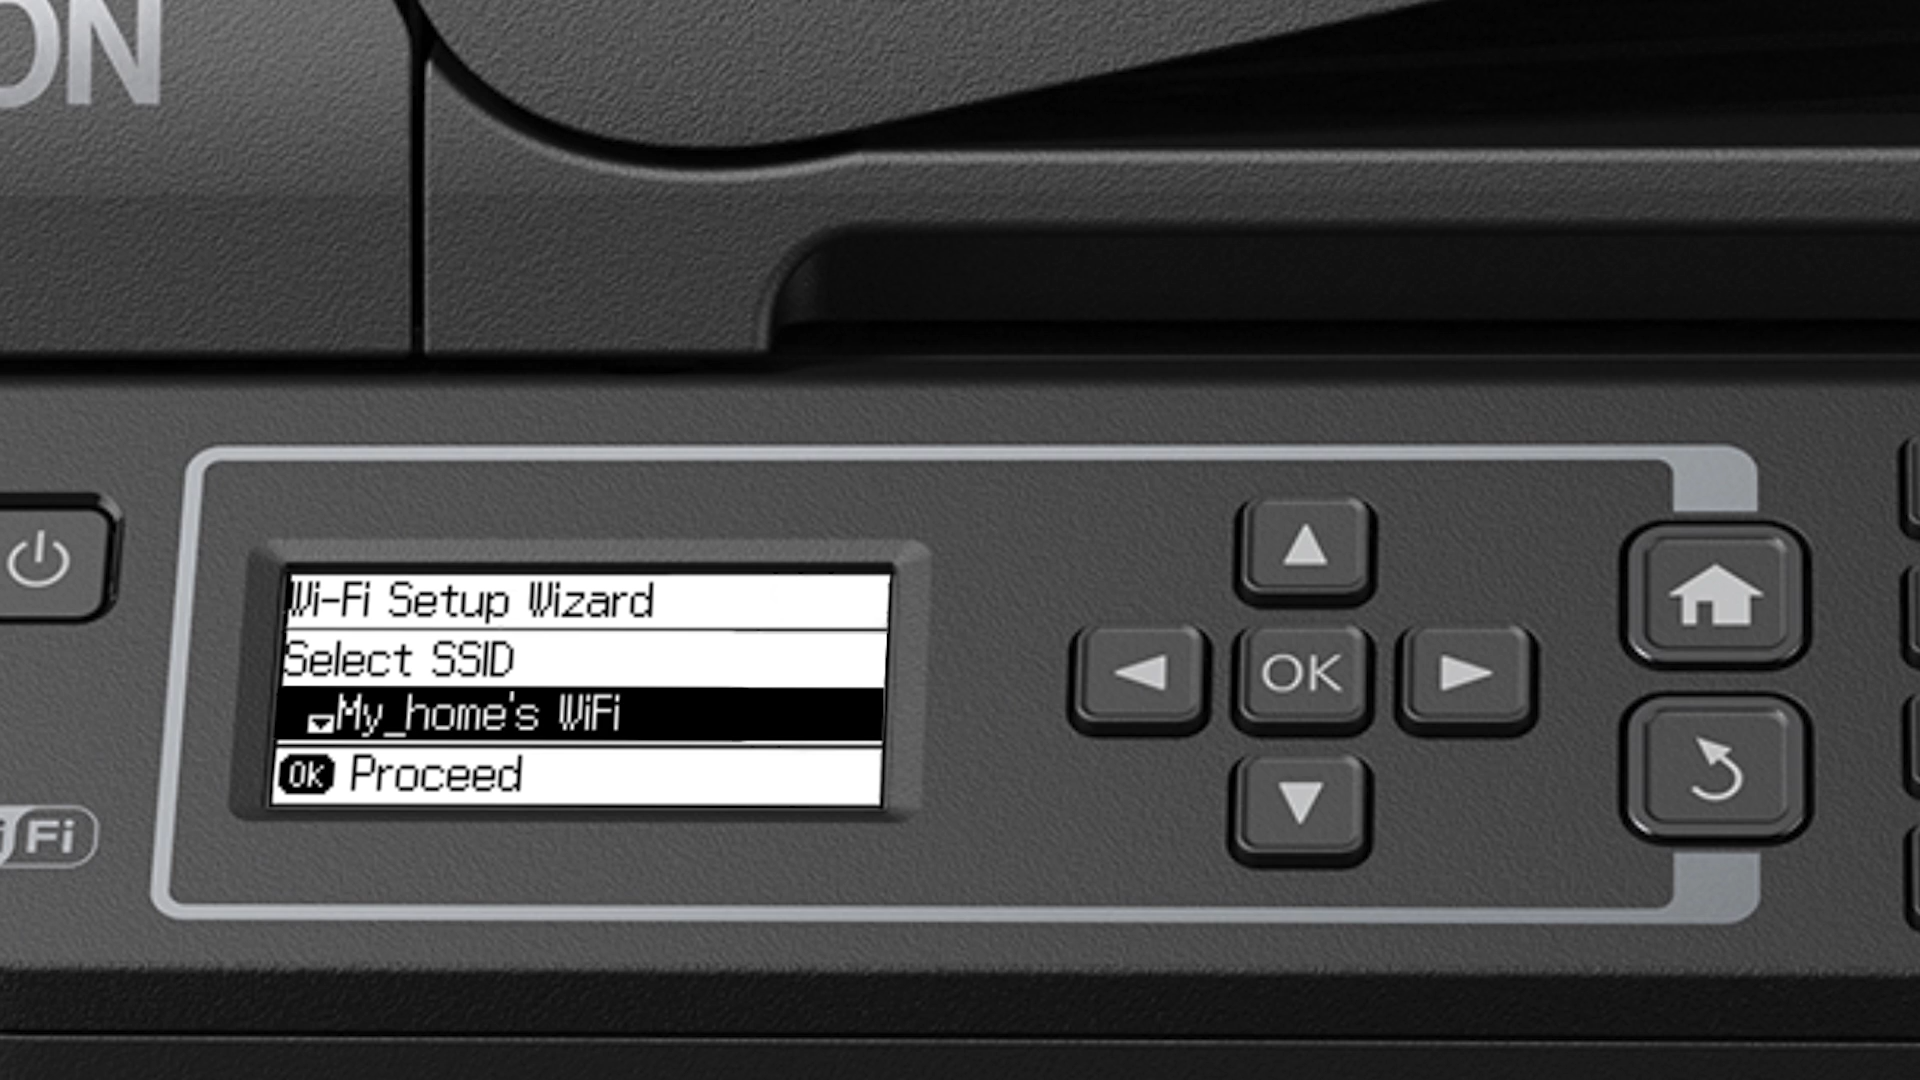 ON
Wi-Fi Setup Wizard
Select SSID
My_home's WiFi
OK Proceed
OK
Fi